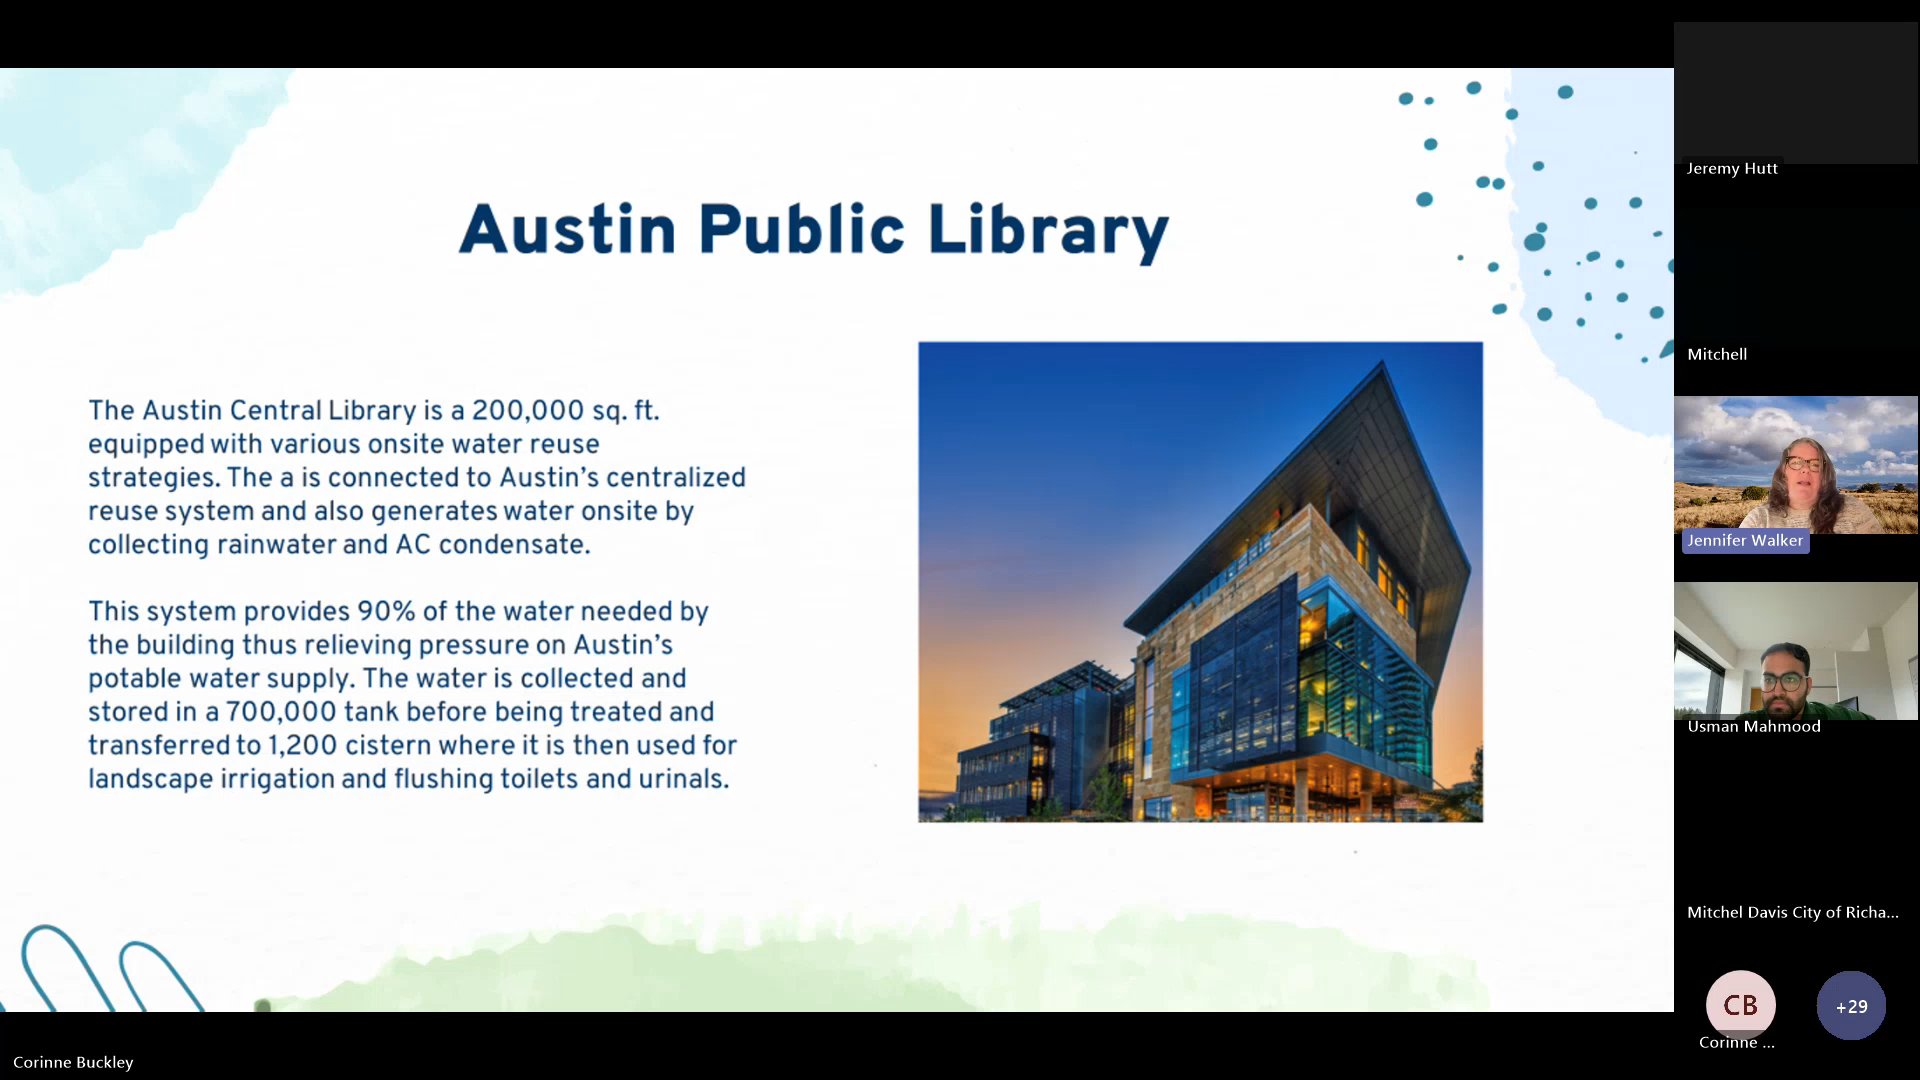 Austin Public Library
The Austin Central Library is a 200,000 sq. ft.
equipped with various onsite water reuse
strategies. The a is connected to Austin's centralized
reuse system and also generates water onsite by
collecting rainwater and AC condensate.
This system provides 90% of the water needed by
the building thus relieving pressure on Austin's
potable water supply. The water is collected and
stored in a 700,000 tank before being treated and
transferred to 1,200 cistern where it is then used for
landscape irrigation and flushing toilets and urinals.
Jeremy Hutt
Mitchell
Jennifer Walker
Usman Mahmood
Mitchel Davis City of Richa...
CB
+29
Corinne ...
Corinne Buckley